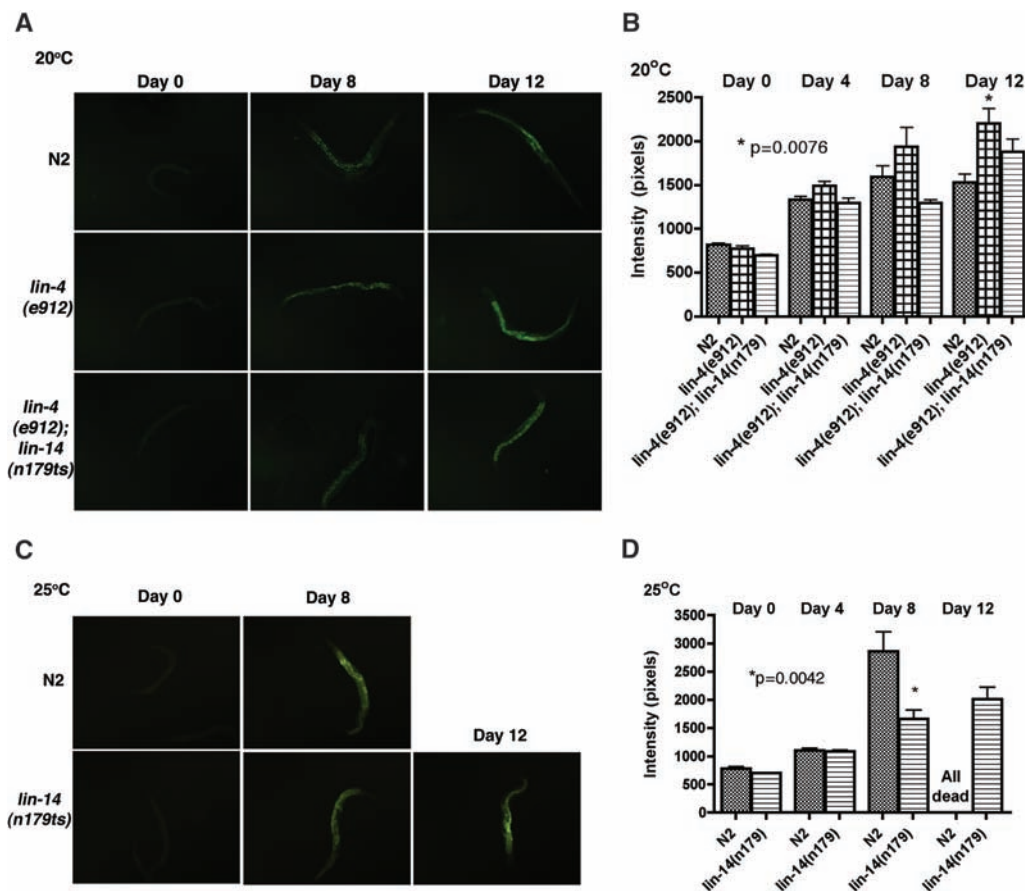 A
20°C
Day 0 Day 8 Day 12
N2
lin-4
(e912)
lin-4
(e912);
lin-14
(n179ts)
B
20°C
Day 0 Day 4 Day 8 Day 12
Intensity (pixels)
2500
2000
1500
1000
500
0
* p=0.0076
*
N2
lin-4(e912)
lin-4(e912); lin-14(n179)
N2
lin-4(e912)
lin-4(e912); lin-14(n179)
N2
lin-4(e912)
lin-4(e912); lin-14(n179)
N2
lin-4(e912)
lin-4(e912); lin-14(n179)
C
25°C
Day 0 Day 8
N2
Day 12
lin-14
(n179ts)
D
25°C
Day 0 Day 4 Day 8 Day 12
Intensity (pixels)
3500
3000
2500
2000
1500
1000
500
0
*p=0.0042
*
All
dead
N2
lin-14(n179)
N2
lin-14(n179)
N2
lin-14(n179)
N2
lin-14(n179)